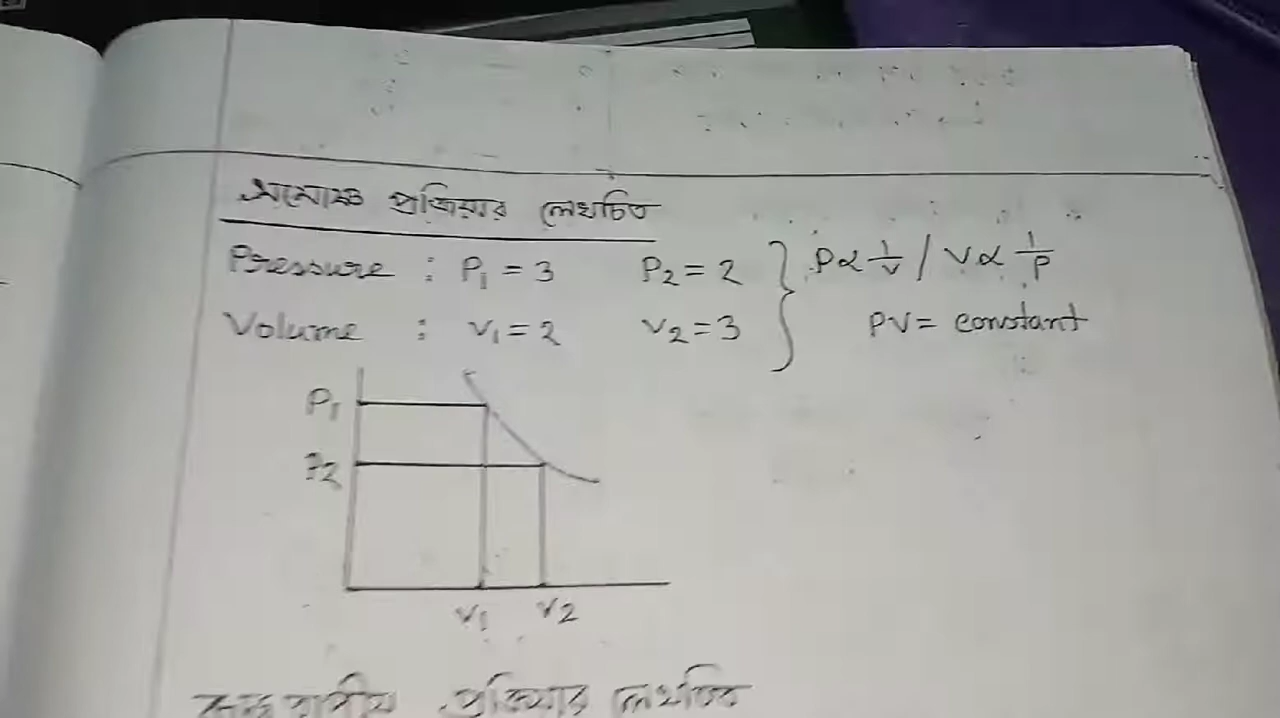 সমোষ্ণ প্রক্রিয়ার লেখচিত্র
Pressure : P₁ = 3 P₂ = 2 } P∝ 1/V / V∝ 1/P
Volume : V₁ = 2 V₂ = 3 PV = constant
P₁
P₂
V₁ V₂
প্রক্রিয়ার লেখচিত্র